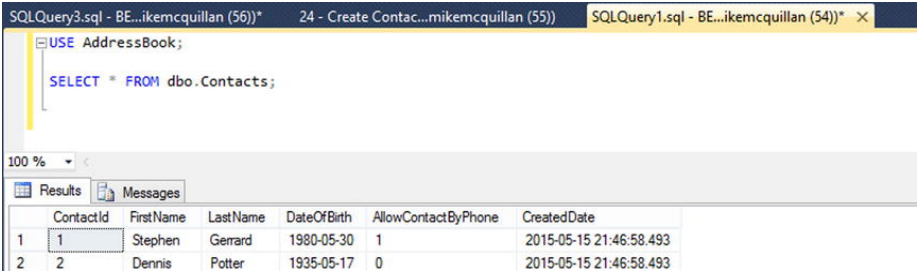 SQLQuery3.sql - BE...ikemcquillan (56))* 24 - Create Contac...mikemcquillan (55)) SQLQuery1.sql - BE...ikemcquillan (54))*
USE AddressBook;
SELECT * FROM dbo.Contacts;
100 %
Results Messages
ContactId FirstName LastName DateOfBirth AllowContactByPhone CreatedDate
1 1 Stephen Gerrard 1980-05-30 1 2015-05-15 21:46:58.493
2 2 Dennis Potter 1935-05-17 0 2015-05-15 21:46:58.493